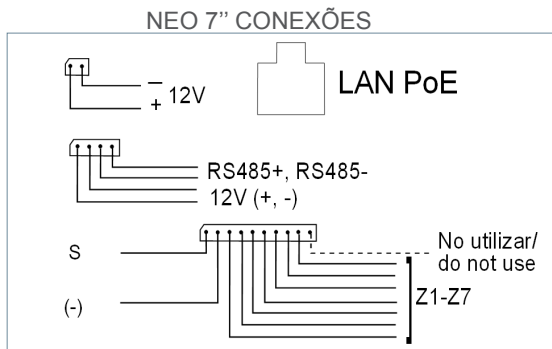 NEO 7’’ CONEXÕES
– 12V
+
LAN PoE
RS485+, RS485-
12V (+, -)
S
No utilizar/
do not use
(-)
Z1-Z7